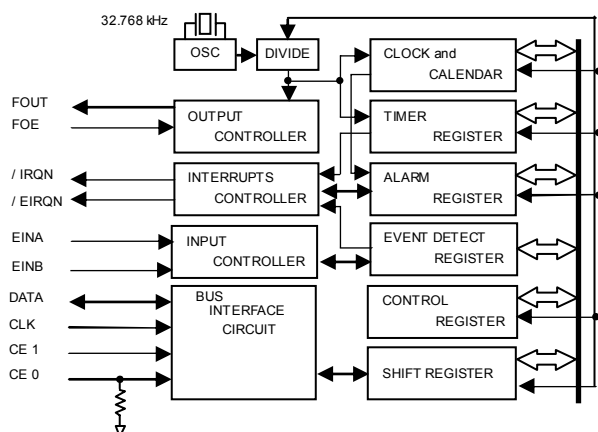 32.768 kHz
OSC
DIVIDE
CLOCK and
CALENDAR
FOUT
FOE
OUTPUT
CONTROLLER
TIMER
REGISTER
/ IRQN
/ EIRQN
INTERRUPTS
CONTROLLER
ALARM
REGISTER
EINA
EINB
INPUT
CONTROLLER
EVENT DETECT
REGISTER
DATA
CLK
CE 1
CE 0
BUS
INTERFACE
CIRCUIT
CONTROL
REGISTER
SHIFT REGISTER